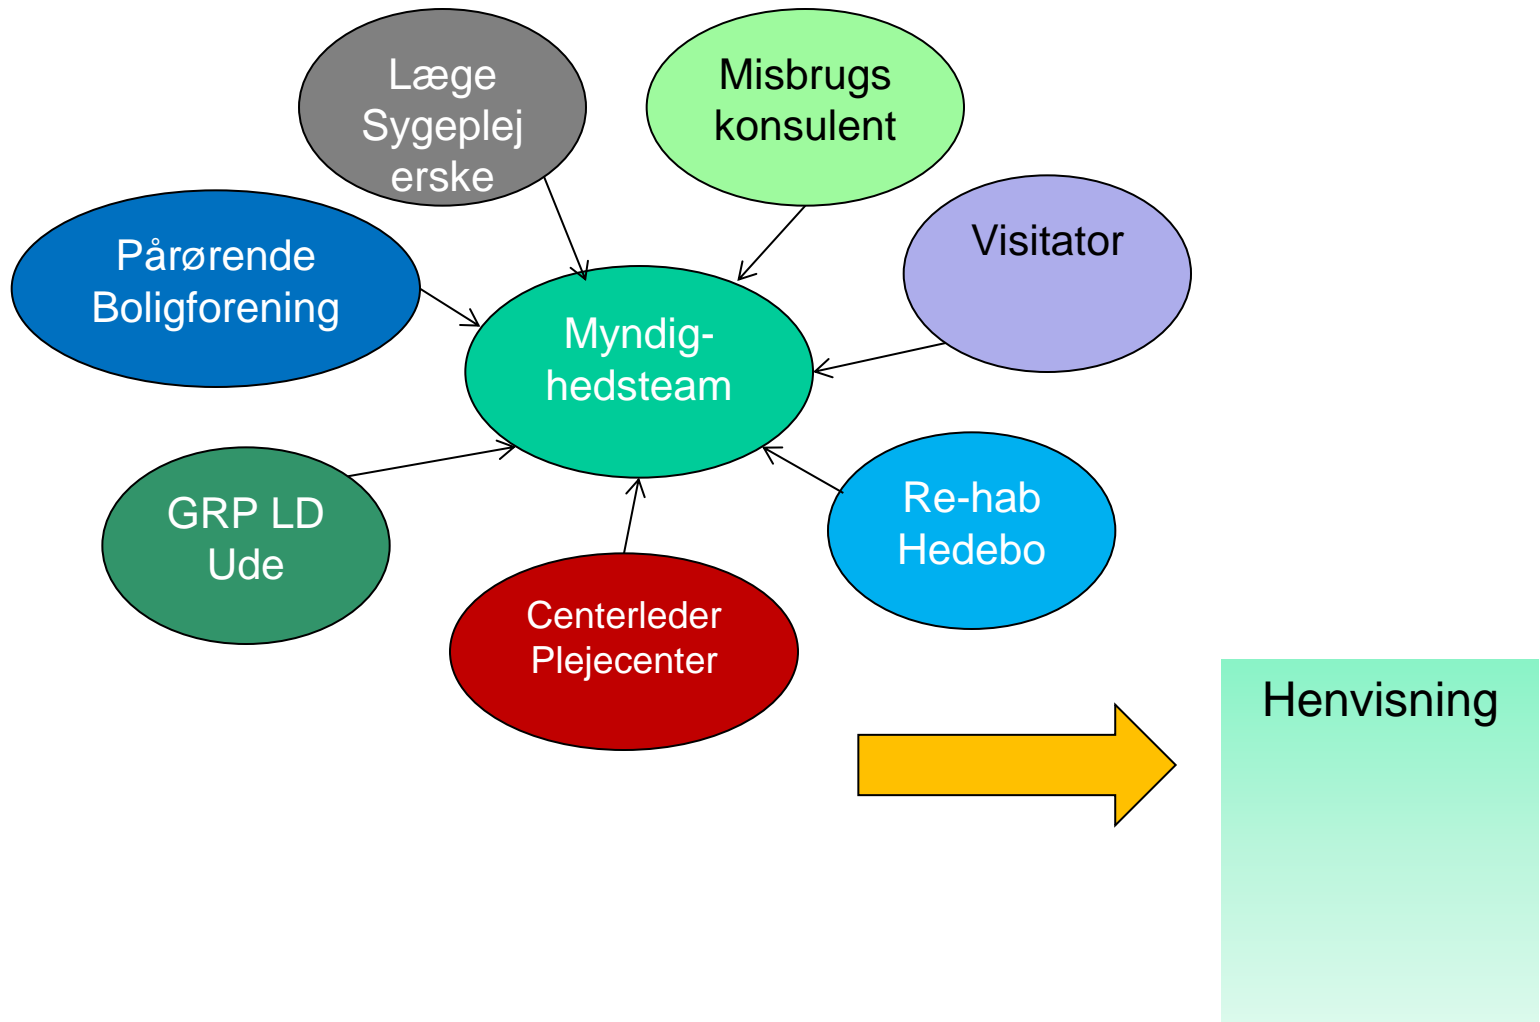 Læge
Sygeplej
erske
Misbrugs
konsulent
Pårørende
Boligforening
Visitator
Myndig-
hedsteam
GRP LD
Ude
Re-hab
Hedebo
Centerleder
Plejecenter
Henvisning